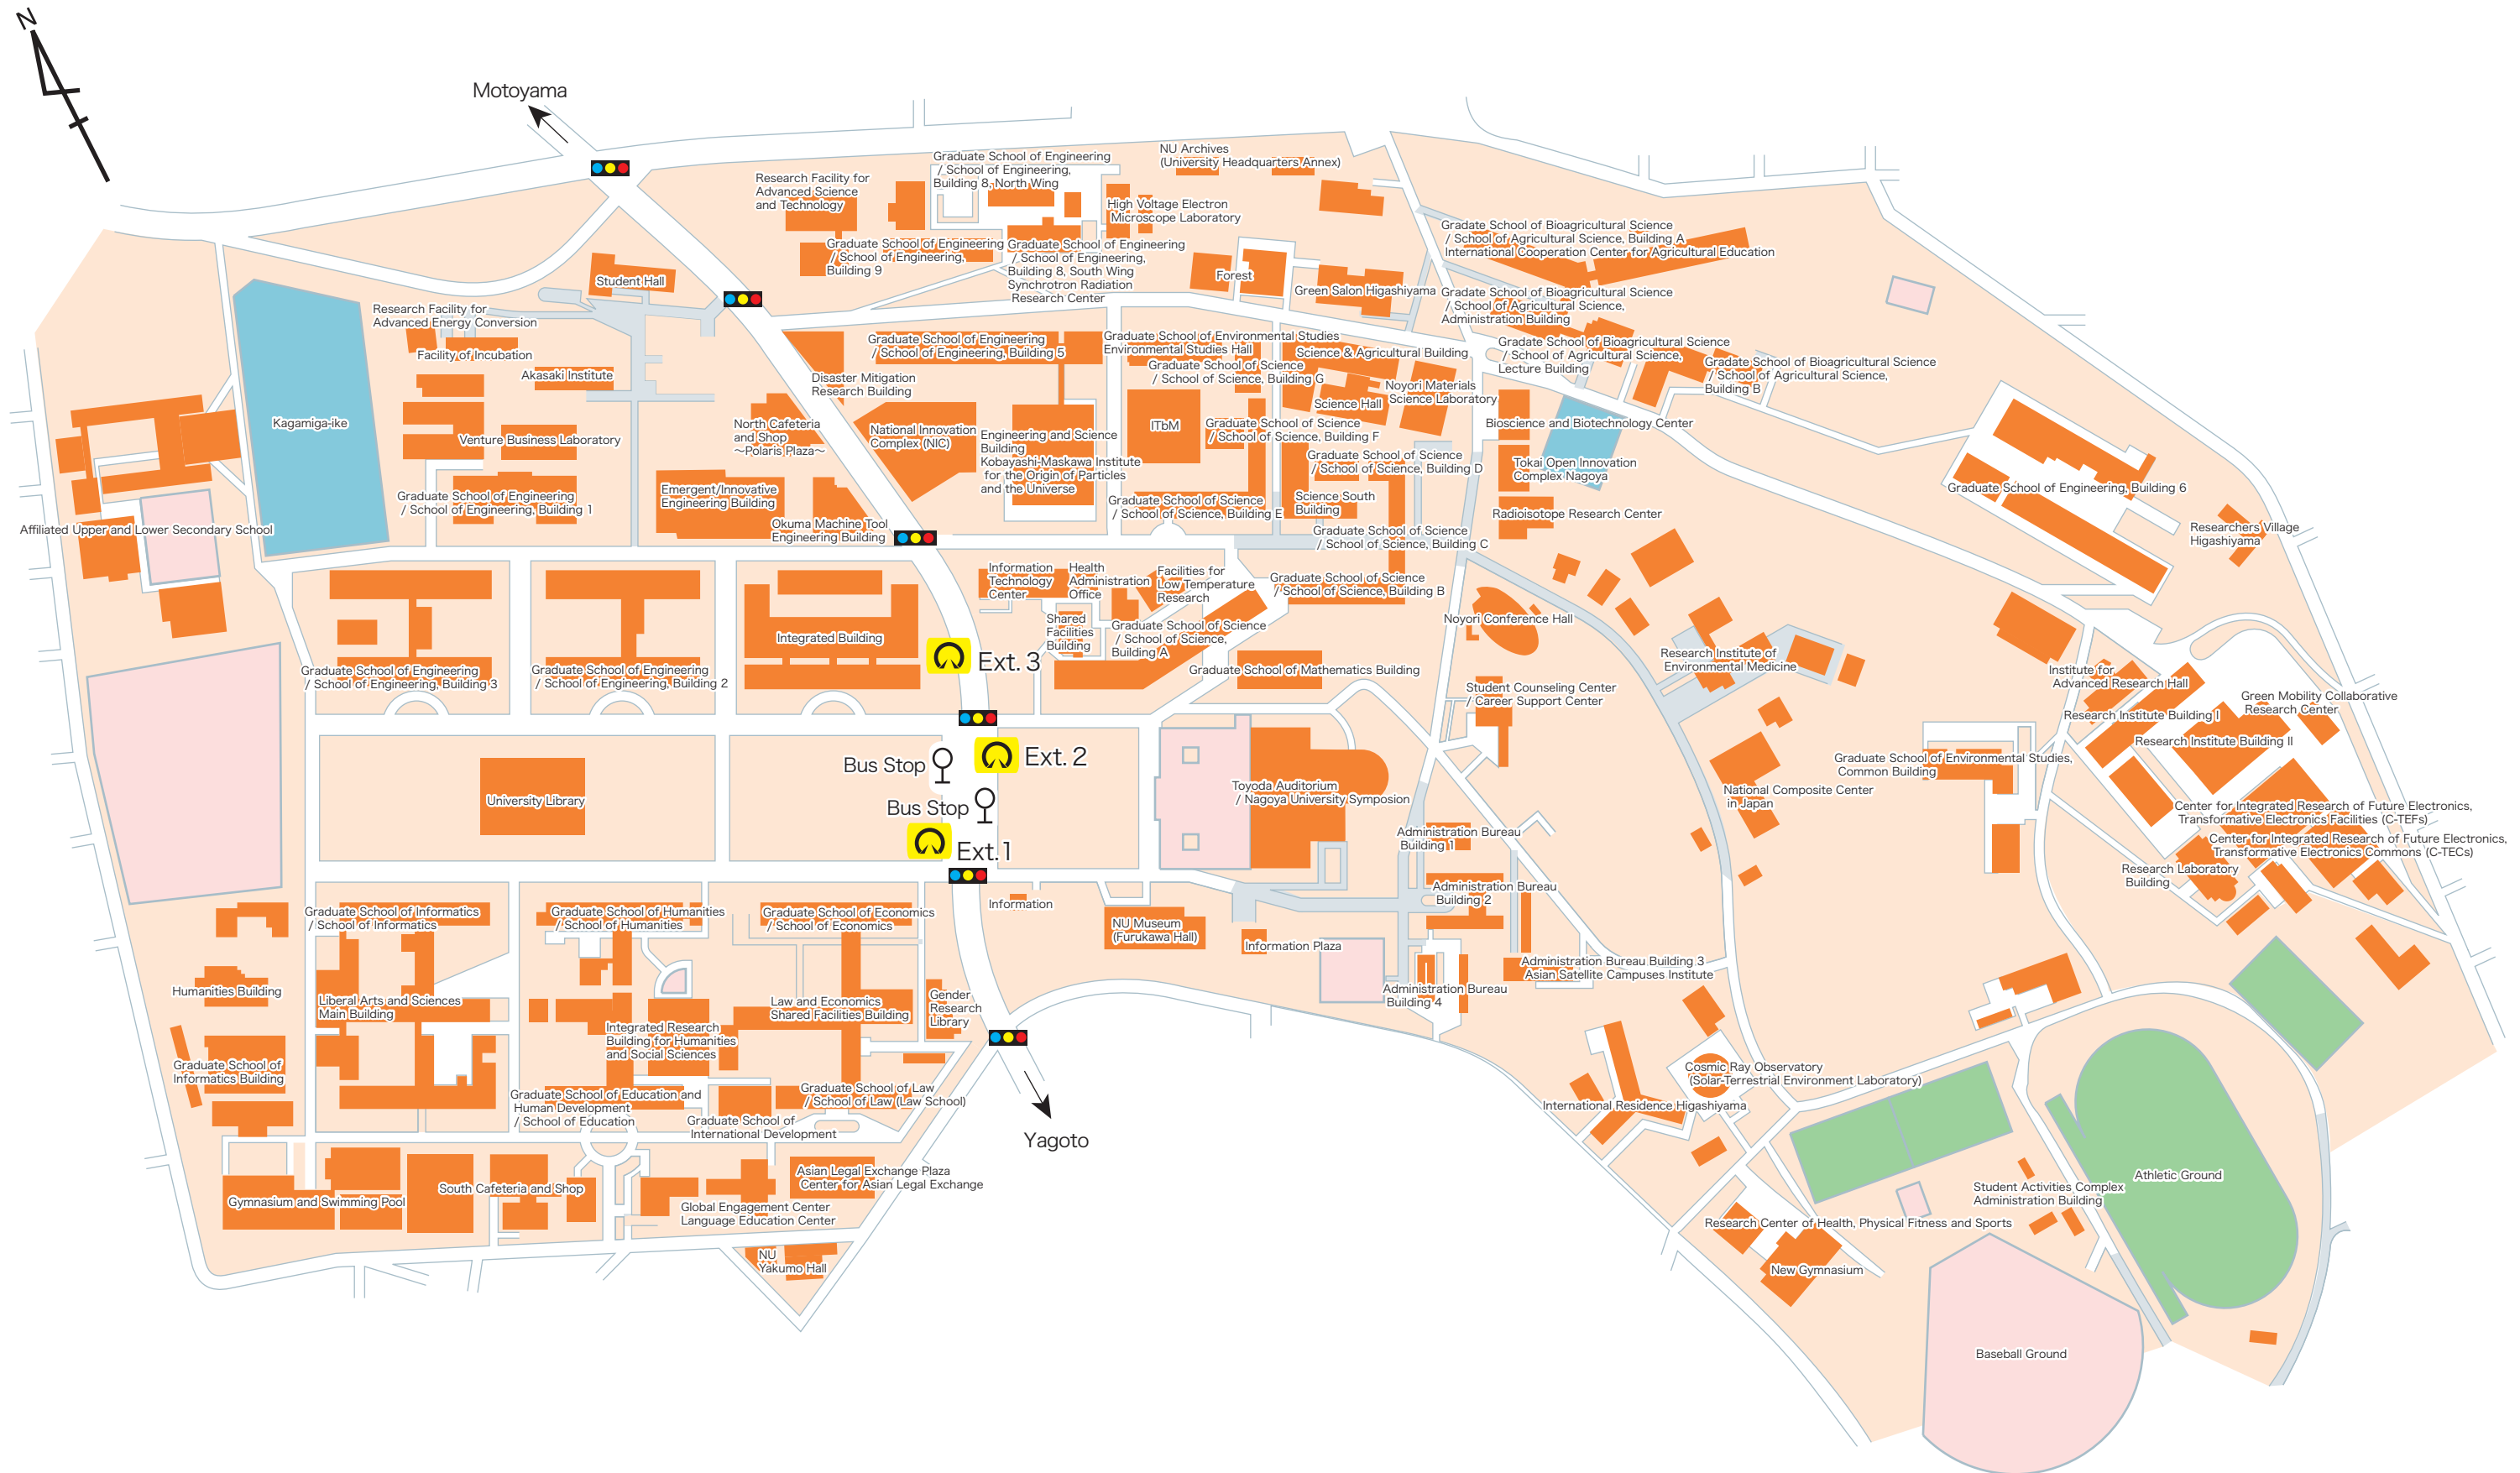 N
Motoyama
Graduate School of Engineering
/ School of Engineering,
Building 8, North Wing
NU Archives
(University Headquarters Annex)
Research Facility for
Advanced Science
and Technology
High Voltage Electron
Microscope Laboratory
Graduate School of Engineering
/ School of Engineering,
Building 9
Graduate School of Engineering
/ School of Engineering,
Building 8, South Wing
Synchrotron Radiation
Research Center
Gradate School of Bioagricultural Science
/ School of Agricultural Science, Building A
International Cooperation Center for Agricultural Education
Student Hall
Forest
Green Salon Higashiyama
Gradate School of Bioagricultural Science
/ School of Agricultural Science,
Administration Building
Research Facility for
Advanced Energy Conversion
Facility of Incubation
Akasaki Institute
Graduate School of Engineering
/ School of Engineering, Building 5
Graduate School of Environmental Studies
Environmental Studies Hall
Graduate School of Science
/ School of Science, Building G
Science & Agricultural Building
Gradate School of Bioagricultural Science
/ School of Agricultural Science,
Lecture Building
Gradate School of Bioagricultural Science
/ School of Agricultural Science,
Building B
Disaster Mitigation
Research Building
Noyori Materials
Science Laboratory
Science Hall
Kagamiga-ike
North Cafeteria
and Shop
〜Polaris Plaza〜
National Innovation
Complex (NIC)
ITbM
Graduate School of Science
/ School of Science, Building F
Bioscience and Biotechnology Center
Venture Business Laboratory
Engineering and Science
Building
Kobayashi-Maskawa Institute
for the Origin of Particles
and the Universe
Graduate School of Science
/ School of Science, Building D
Tokai Open Innovation
Complex Nagoya
Graduate School of Engineering
/ School of Engineering, Building 1
Emergent/Innovative
Engineering Building
Graduate School of Science
/ School of Science, Building E
Science South
Building
Graduate School of Engineering, Building 6
Radioisotope Research Center
Affiliated Upper and Lower Secondary School
Okuma Machine Tool
Engineering Building
Graduate School of Science
/ School of Science, Building C
Researchers Village
Higashiyama
Information
Technology
Center
Health
Administration
Office
Facilities for
Low Temperature
Research
Graduate School of Science
/ School of Science, Building B
Integrated Building
Shared
Facilities
Building
Graduate School of Science
/ School of Science,
Building A
Noyori Conference Hall
Ext. 3
Graduate School of Engineering
/ School of Engineering, Building 3
Graduate School of Engineering
/ School of Engineering, Building 2
Graduate School of Mathematics Building
Research Institute of
Environmental Medicine
Institute for
Advanced Research Hall
Student Counseling Center
/ Career Support Center
Green Mobility Collaborative
Research Center
Research Institute Building I
Research Institute Building II
Bus Stop
Ext. 2
Graduate School of Environmental Studies,
Common Building
University Library
Bus Stop
Toyoda Auditorium
/ Nagoya University Symposion
National Composite Center
in Japan
Center for Integrated Research of Future Electronics,
Transformative Electronics Facilities (C-TEFs)
Ext. 1
Administration Bureau
Building 1
Center for Integrated Research of Future Electronics,
Transformative Electronics Commons (C-TECs)
Research Laboratory
Building
Administration Bureau
Building 2
Graduate School of Informatics
/ School of Informatics
Graduate School of Humanities
/ School of Humanities
Graduate School of Economics
/ School of Economics
Information
NU Museum
(Furukawa Hall)
Information Plaza
Humanities Building
Administration Bureau Building 3
Asian Satellite Campuses Institute
Liberal Arts and Sciences
Main Building
Law and Economics
Shared Facilities Building
Gender
Research
Library
Administration Bureau
Building 4
Integrated Research
Building for Humanities
and Social Sciences
Graduate School of
Informatics Building
Cosmic Ray Observatory
(Solar-Terrestrial Environment Laboratory)
Graduate School of Education and
Human Development
/ School of Education
Graduate School of Law
/ School of Law (Law School)
International Residence Higashiyama
Graduate School of
International Development
Yagoto
Asian Legal Exchange Plaza
Center for Asian Legal Exchange
Gymnasium and Swimming Pool
South Cafeteria and Shop
Athletic Ground
Student Activities Complex
Administration Building
Global Engagement Center
Language Education Center
Research Center of Health, Physical Fitness and Sports
NU
Yakumo Hall
New Gymnasium
Baseball Ground